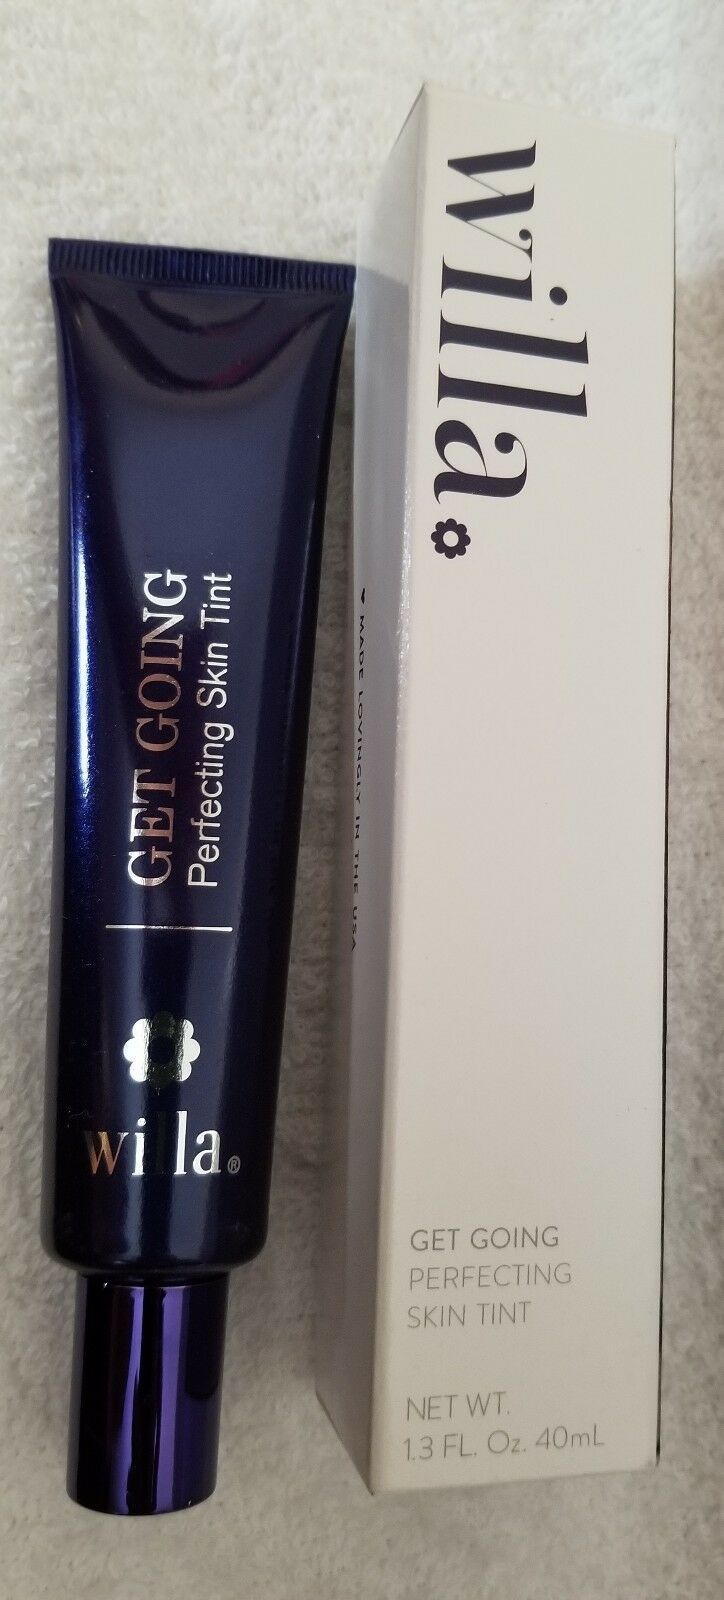 GET GOING
Perfecting Skin Tint
willa®
willa
MADE LOVINGLY IN THE USA
GET GOING
PERFECTING
SKIN TINT
NET WT.
1.3 FL. Oz. 40mL